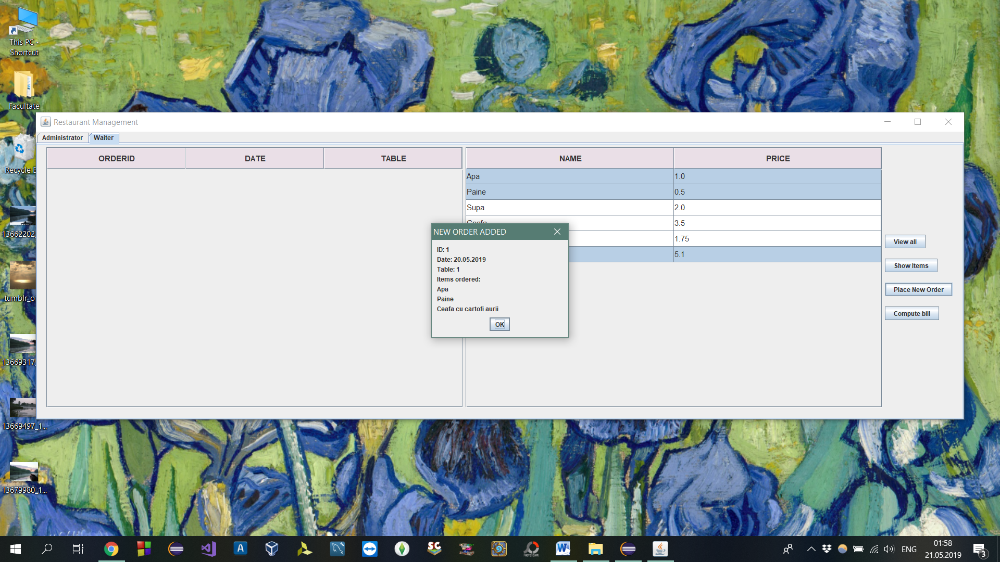 This PC -
Shortcut
Facultate
Recycle B
13662202
tumblr_o
13669317
13669497_1...
13679980_1...
Restaurant Management
Administrator
Waiter
ORDERID DATE TABLE
NAME PRICE
Apa 1.0
Paine 0.5
Supa 2.0
Ceafa 3.5
1.75
5.1
NEW ORDER ADDED
ID: 1
Date: 20.05.2019
Table: 1
Items ordered:
Apa
Paine
Ceafa cu cartofi aurii
OK
View all
Show Items
Place New Order
Compute bill
SC
PHOTOSCAPE
ENG
01:58
21.05.2019
3